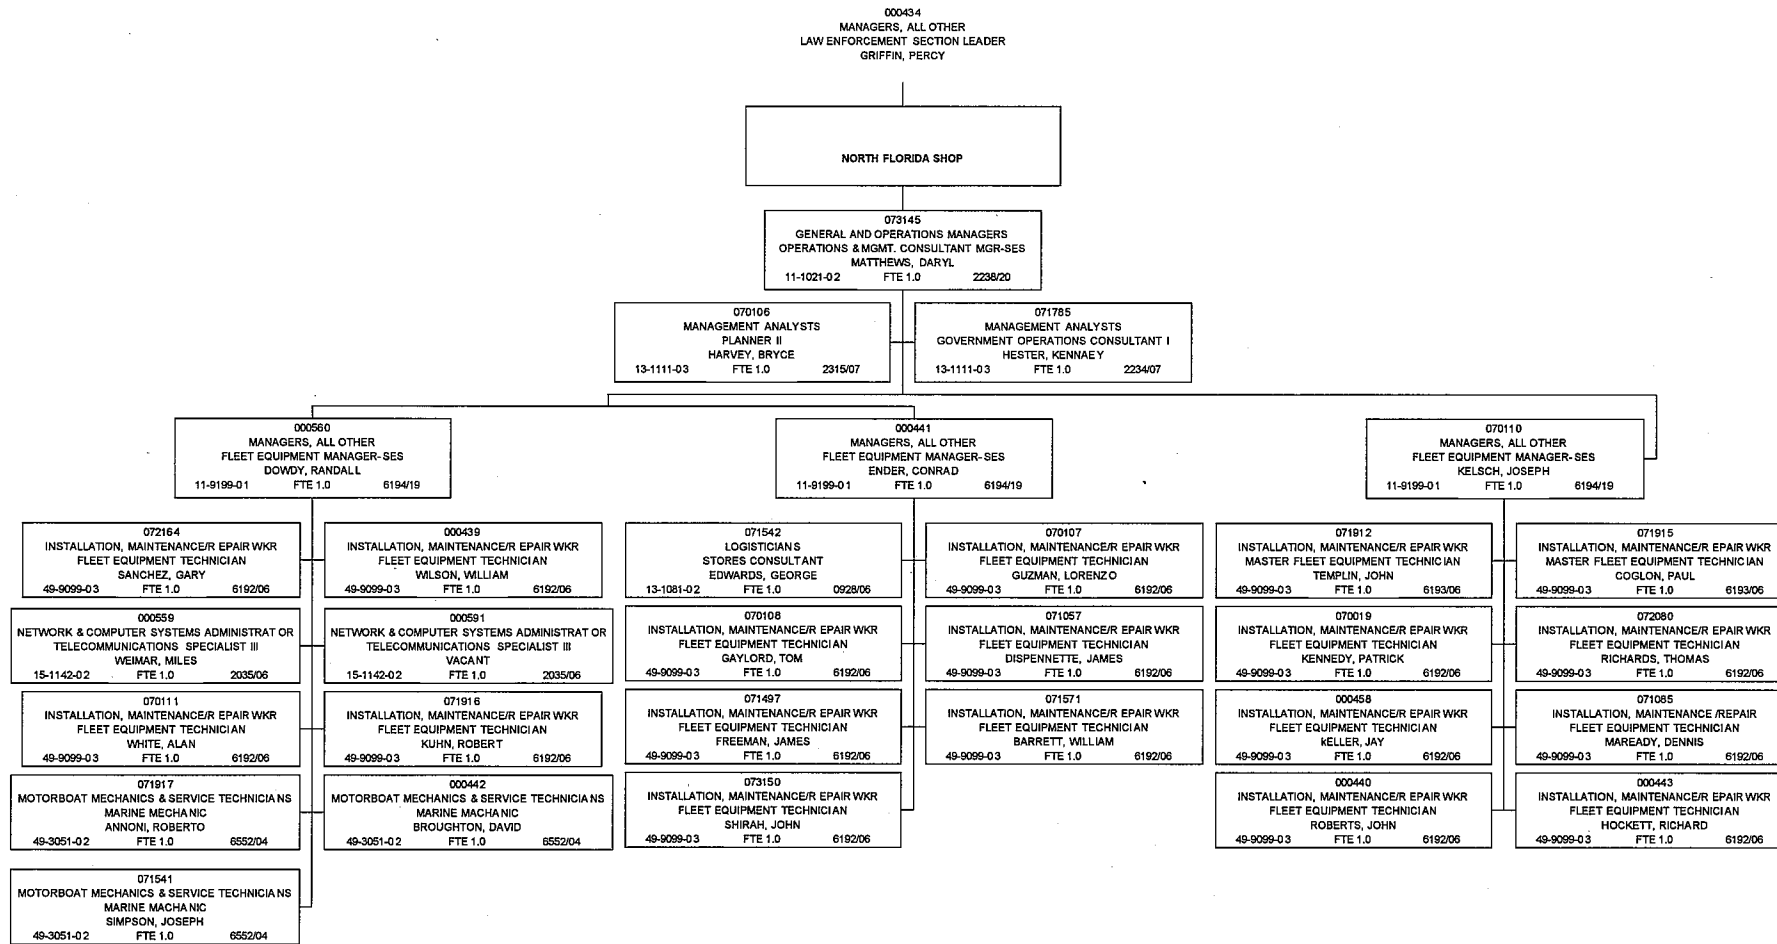 000434
MANAGERS, ALL OTHER
LAW ENFORCEMENT SECTION LEADER
GRIFFIN, PERCY
NORTH FLORIDA SHOP
073145
GENERAL AND OPERATIONS MANAGERS
OPERATIONS & MGMT. CONSULTANT MGR-SES
MATTHEWS, DARYL
11-1021-02 FTE 1.0 2238/20
070106
MANAGEMENT ANALYSTS
PLANNER II
HARVEY, BRYCE
13-1111-03 FTE 1.0 2315/07
071785
MANAGEMENT ANALYSTS
GOVERNMENT OPERATIONS CONSULTANT I
HESTER, KENNAEY
13-1111-03 FTE 1.0 2234/07
000560
MANAGERS, ALL OTHER
FLEET EQUIPMENT MANAGER-SES
DOWDY, RANDALL
11-9199-01 FTE 1.0 6194/19
000441
MANAGERS, ALL OTHER
FLEET EQUIPMENT MANAGER-SES
ENDER, CONRAD
11-9199-01 FTE 1.0 6194/19
070110
MANAGERS, ALL OTHER
FLEET EQUIPMENT MANAGER-SES
KELSCH, JOSEPH
11-9199-01 FTE 1.0 6194/19
072164
INSTALLATION, MAINTENANCE/R EPAIR WKR
FLEET EQUIPMENT TECHNICIAN
SANCHEZ, GARY
49-9099-03 FTE 1.0 6192/06
000439
INSTALLATION, MAINTENANCE/R EPAIR WKR
FLEET EQUIPMENT TECHNICIAN
WILSON, WILLIAM
49-9099-03 FTE 1.0 6192/06
000559
NETWORK & COMPUTER SYSTEMS ADMINISTRAT OR
TELECOMMUNICATIONS SPECIALIST III
WEIMAR, MILES
15-1142-02 FTE 1.0 2035/06
000591
NETWORK & COMPUTER SYSTEMS ADMINISTRAT OR
TELECOMMUNICATIONS SPECIALIST III
VACANT
15-1142-02 FTE 1.0 2035/06
070111
INSTALLATION, MAINTENANCE/R EPAIR WKR
FLEET EQUIPMENT TECHNICIAN
WHITE, ALAN
49-9099-03 FTE 1.0 6192/06
071916
INSTALLATION, MAINTENANCE/R EPAIR WKR
FLEET EQUIPMENT TECHNICIAN
KUHN, ROBERT
49-9099-03 FTE 1.0 6192/06
071917
MOTORBOAT MECHANICS & SERVICE TECHNICIANS
MARINE MECHANIC
ANNONI, ROBERTO
49-3051-02 FTE 1.0 6552/04
000442
MOTORBOAT MECHANICS & SERVICE TECHNICIANS
MARINE MACHANIC
BROUGHTON, DAVID
49-3051-02 FTE 1.0 6552/04
071541
MOTORBOAT MECHANICS & SERVICE TECHNICIANS
MARINE MACHANIC
SIMPSON, JOSEPH
49-3051-02 FTE 1.0 6552/04
071542
LOGISTICIANS
STORES CONSULTANT
EDWARDS, GEORGE
13-1081-02 FTE 1.0 0928/06
070107
INSTALLATION, MAINTENANCE/R EPAIR WKR
FLEET EQUIPMENT TECHNICIAN
GUZMAN, LORENZO
49-9099-03 FTE 1.0 6192/06
070108
INSTALLATION, MAINTENANCE/R EPAIR WKR
FLEET EQUIPMENT TECHNICIAN
GAYLORD, TOM
49-9099-03 FTE 1.0 6192/06
071057
INSTALLATION, MAINTENANCE/R EPAIR WKR
FLEET EQUIPMENT TECHNICIAN
DISPENNETTE, JAMES
49-9099-03 FTE 1.0 6192/06
071497
INSTALLATION, MAINTENANCE/R EPAIR WKR
FLEET EQUIPMENT TECHNICIAN
FREEMAN, JAMES
49-9099-03 FTE 1.0 6192/06
071571
INSTALLATION, MAINTENANCE/R EPAIR WKR
FLEET EQUIPMENT TECHNICIAN
BARRETT, WILLIAM
49-9099-03 FTE 1.0 6192/06
073150
INSTALLATION, MAINTENANCE/R EPAIR WKR
FLEET EQUIPMENT TECHNICIAN
SHIRAH, JOHN
49-9099-03 FTE 1.0 6192/06
071912
INSTALLATION, MAINTENANCE/R EPAIR WKR
MASTER FLEET EQUIPMENT TECHNICIAN
TEMPLIN, JOHN
49-9099-03 FTE 1.0 6193/06
071915
INSTALLATION, MAINTENANCE/R EPAIR WKR
MASTER FLEET EQUIPMENT TECHNICIAN
COGLON, PAUL
49-9099-03 FTE 1.0 6193/06
070019
INSTALLATION, MAINTENANCE/R EPAIR WKR
FLEET EQUIPMENT TECHNICIAN
KENNEDY, PATRICK
49-9099-03 FTE 1.0 6192/06
072080
INSTALLATION, MAINTENANCE/R EPAIR WKR
FLEET EQUIPMENT TECHNICIAN
RICHARDS, THOMAS
49-9099-03 FTE 1.0 6192/06
000458
INSTALLATION, MAINTENANCE/R EPAIR WKR
FLEET EQUIPMENT TECHNICIAN
KELLER, JAY
49-9099-03 FTE 1.0 6192/06
071085
INSTALLATION, MAINTENANCE /REPAIR
FLEET EQUIPMENT TECHNICIAN
MAREADY, DENNIS
49-9099-03 FTE 1.0 6192/06
000440
INSTALLATION, MAINTENANCE/R EPAIR WKR
FLEET EQUIPMENT TECHNICIAN
ROBERTS, JOHN
49-9099-03 FTE 1.0 6192/06
000443
INSTALLATION, MAINTENANCE/R EPAIR WKR
FLEET EQUIPMENT TECHNICIAN
HOCKETT, RICHARD
49-9099-03 FTE 1.0 6192/06